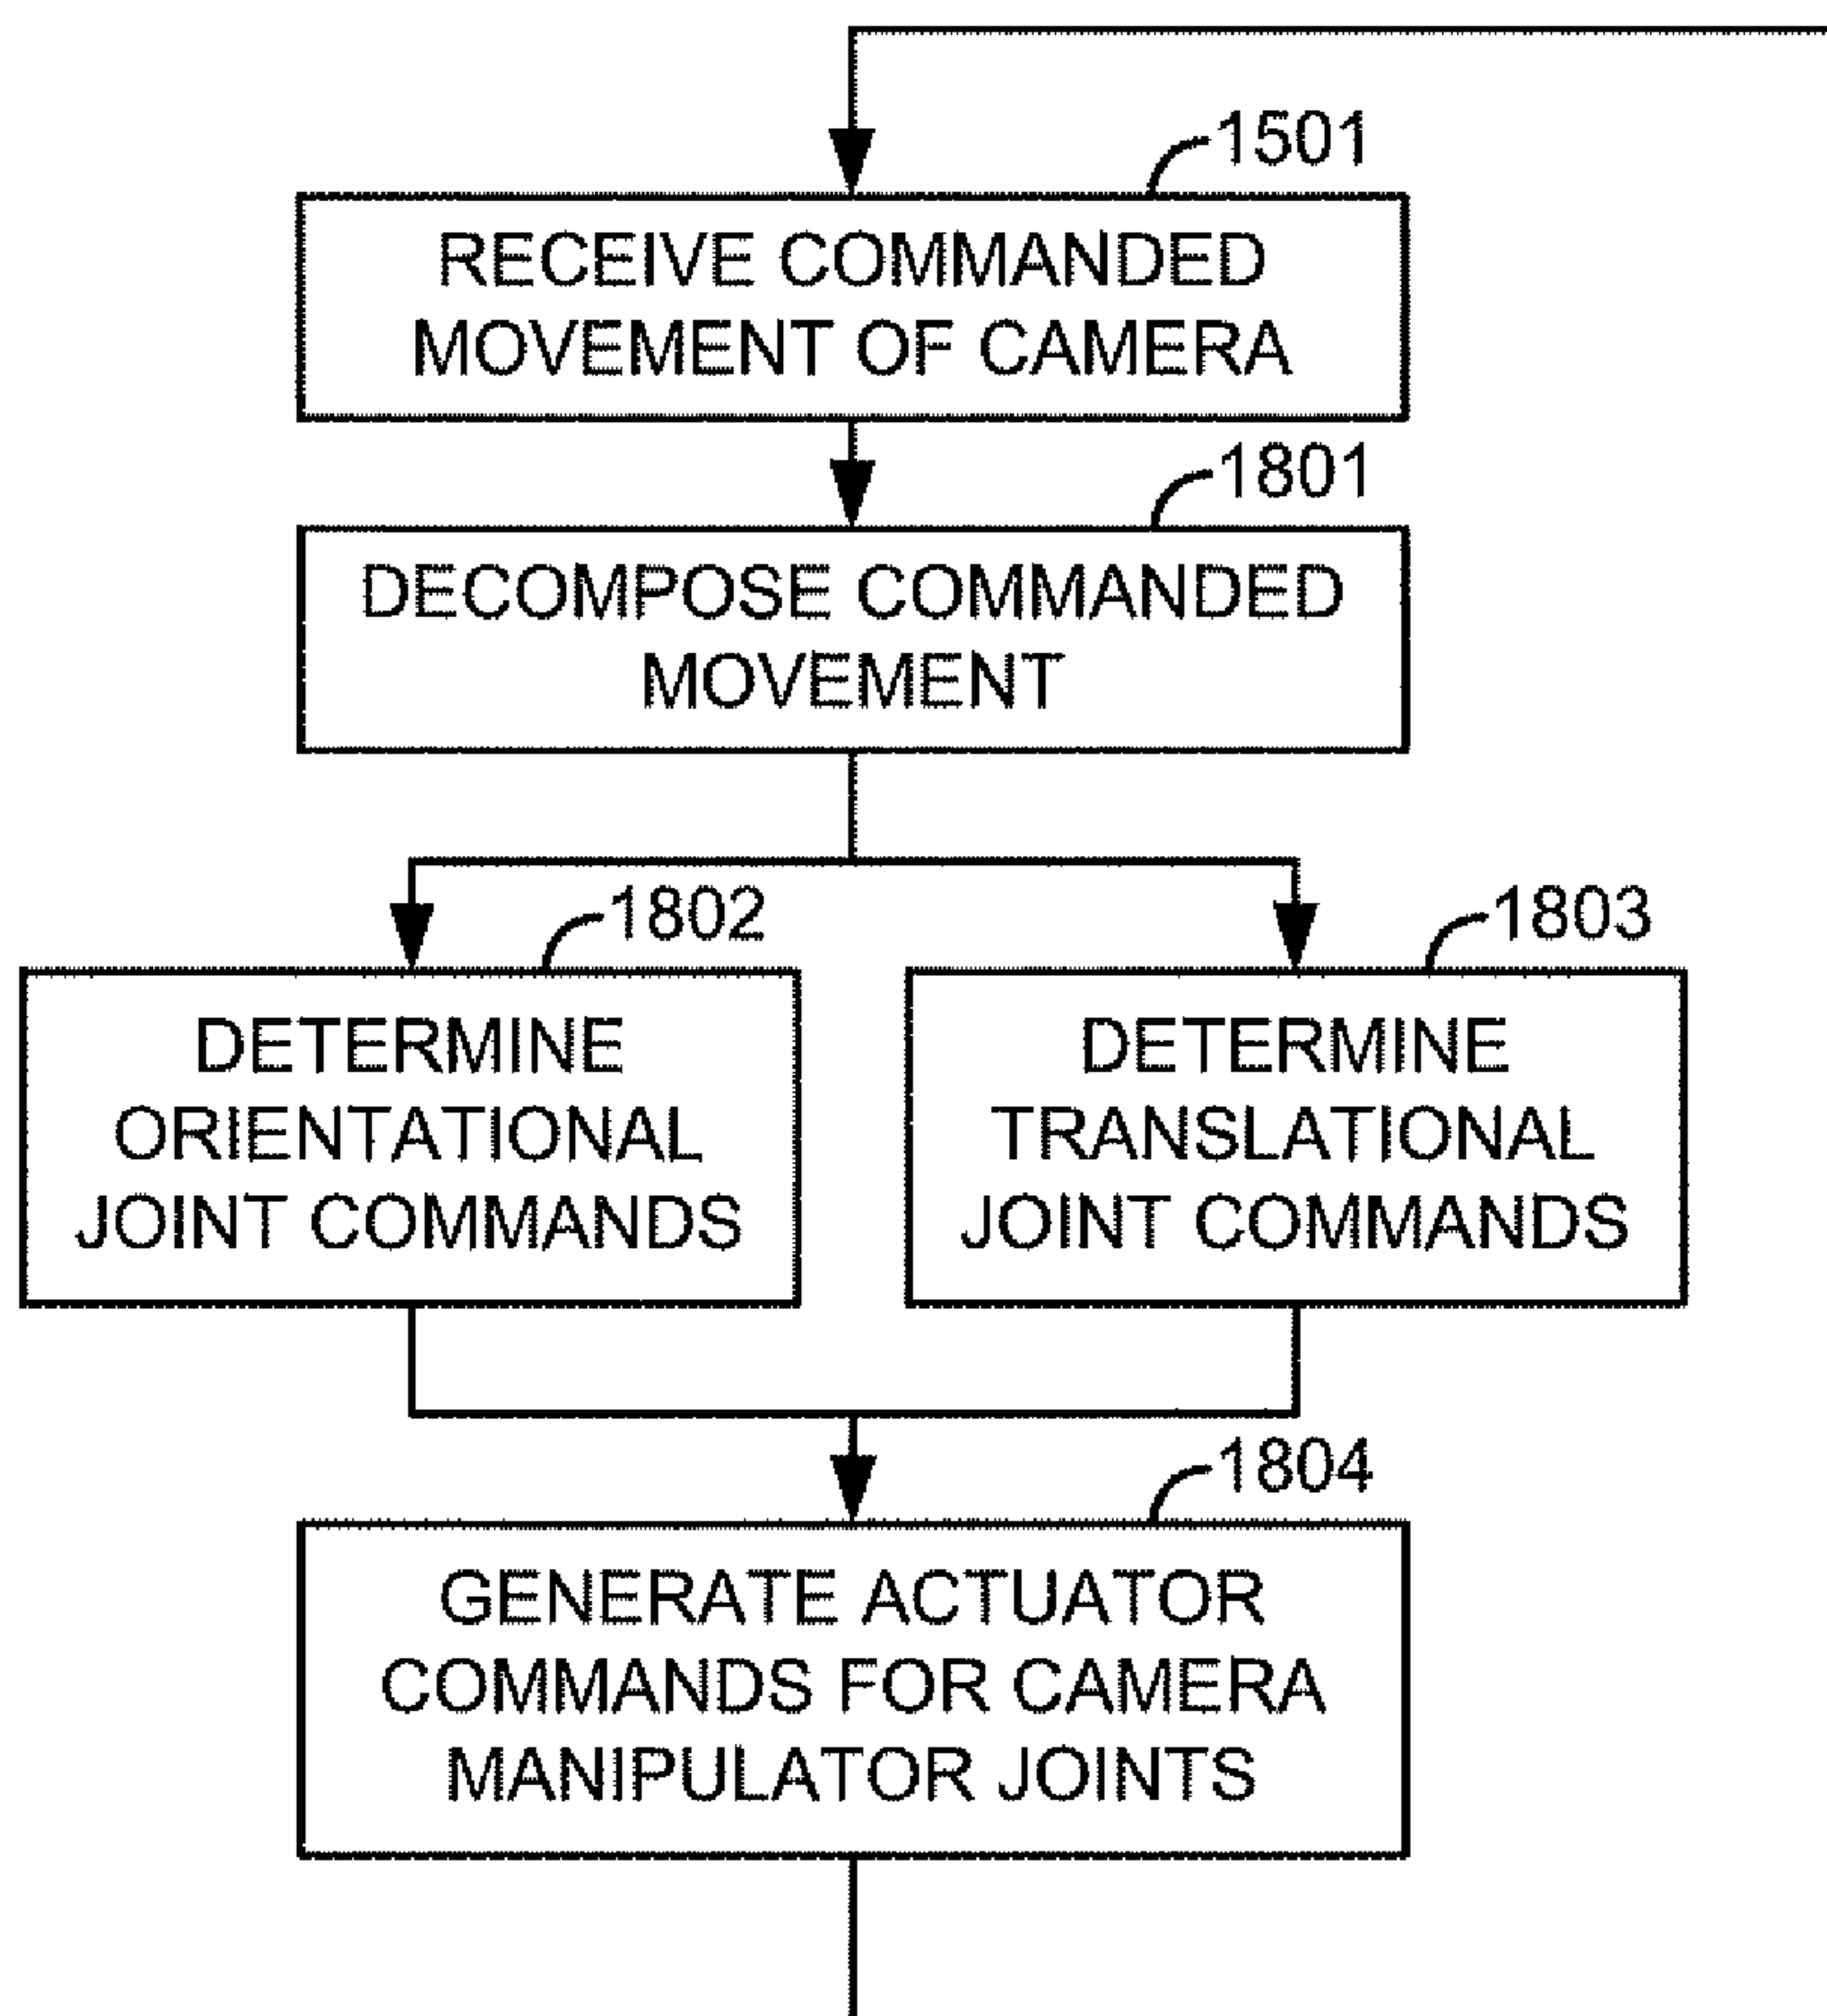 1501
RECEIVE COMMANDED
MOVEMENT OF CAMERA
1801
DECOMPOSE COMMANDED
MOVEMENT
1802
DETERMINE
ORIENTATIONAL
JOINT COMMANDS
1803
DETERMINE
TRANSLATIONAL
JOINT COMMANDS
1804
GENERATE ACTUATOR
COMMANDS FOR CAMERA
MANIPULATOR JOINTS